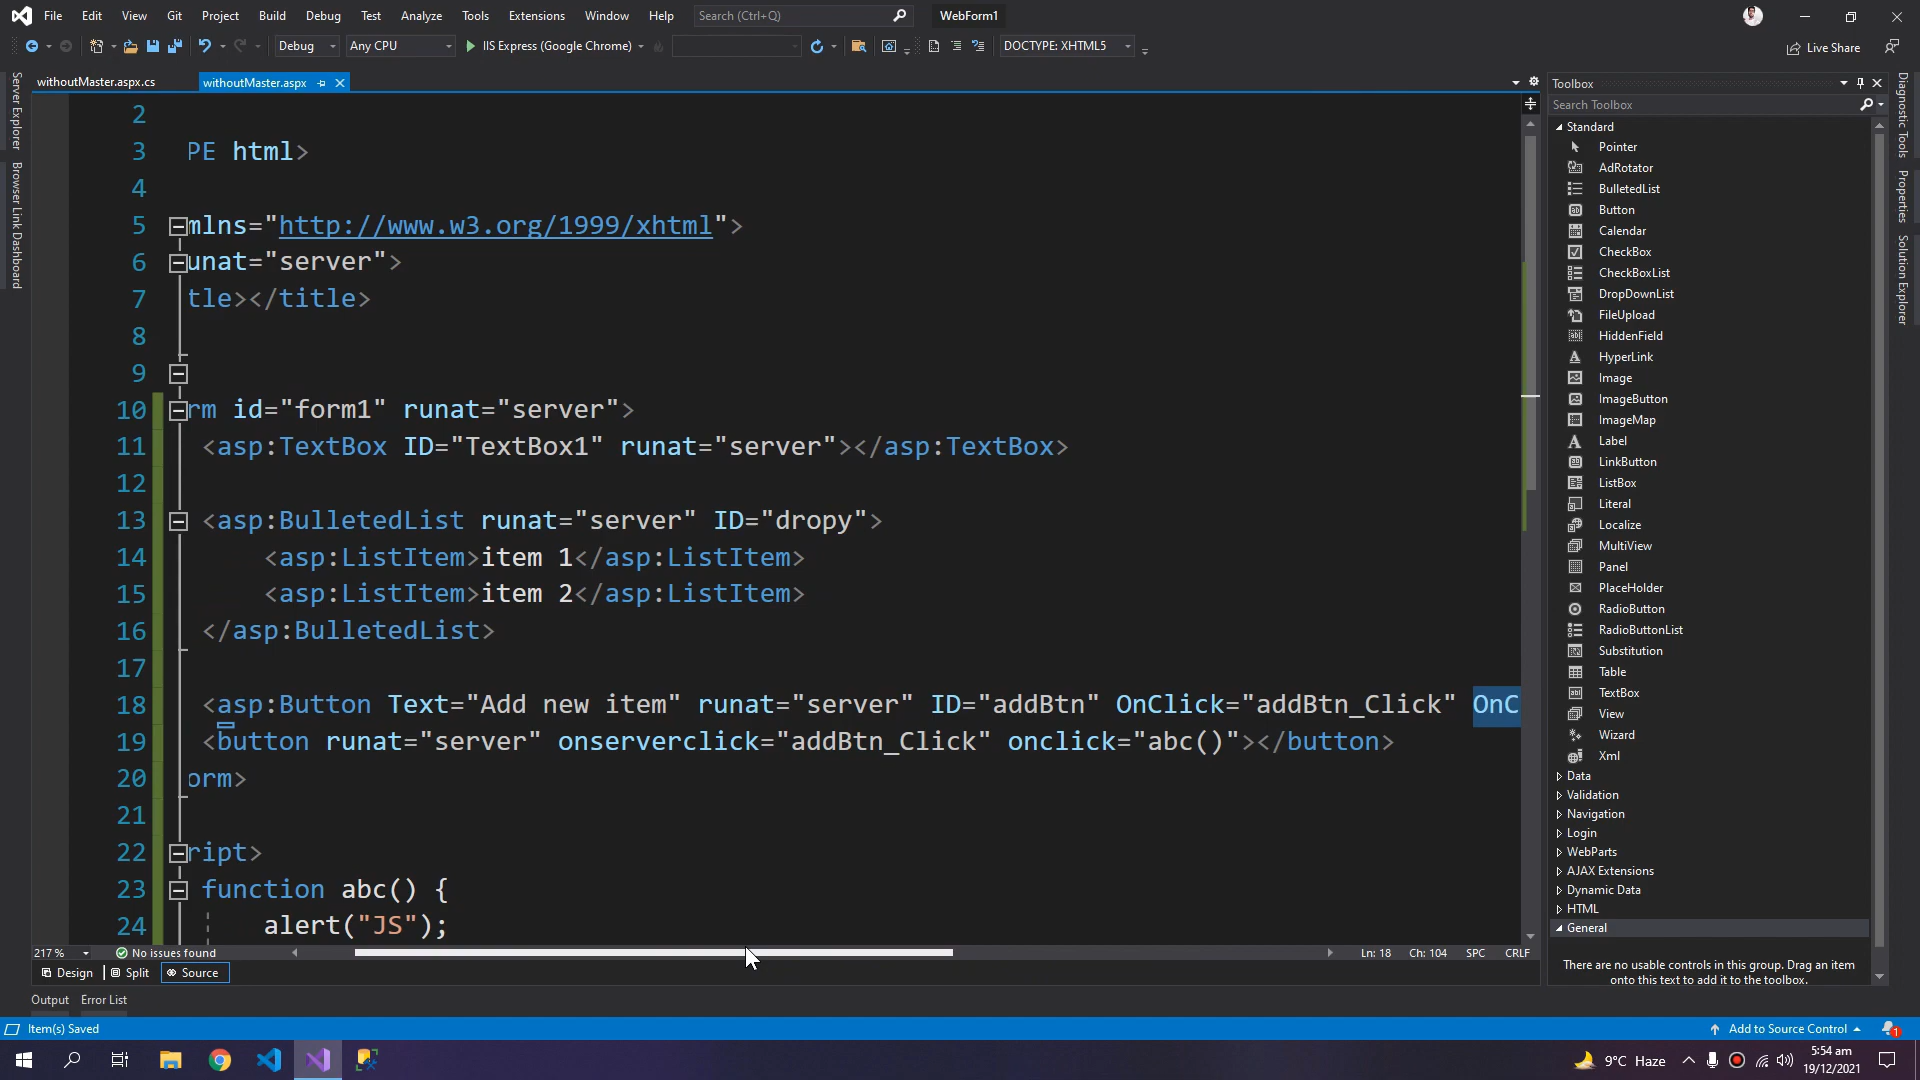 File Edit View Git Project Build Debug Test Analyze Tools Extensions Window Help Search (Ctrl+Q) WebForm1
Debug Any CPU IIS Express (Google Chrome) DOCTYPE: XHTML5 Live Share
withoutMaster.aspx.cs withoutMaster.aspx
Server Explorer
Browser Link Dashboard
2
3 PE html>
4
5 mlns="http://www.w3.org/1999/xhtml">
6 unat="server">
7 tle></title>
8
9
10 rm id="form1" runat="server">
11 <asp:TextBox ID="TextBox1" runat="server"></asp:TextBox>
12
13 <asp:BulletedList runat="server" ID="dropy">
14 <asp:ListItem>item 1</asp:ListItem>
15 <asp:ListItem>item 2</asp:ListItem>
16 </asp:BulletedList>
17
18 <asp:Button Text="Add new item" runat="server" ID="addBtn" OnClick="addBtn_Click" OnC
19 <button runat="server" onserverclick="addBtn_Click" onclick="abc()"></button>
20 orm>
21
22 ript>
23 function abc() {
24 alert("JS");
217 % No issues found Ln: 18 Ch: 104 SPC CRLF
Design Split Source
Output Error List
Toolbox
Search Toolbox
Standard
Pointer
AdRotator
BulletedList
Button
Calendar
CheckBox
CheckBoxList
DropDownList
FileUpload
HiddenField
HyperLink
Image
ImageButton
ImageMap
Label
LinkButton
ListBox
Literal
Localize
MultiView
Panel
PlaceHolder
RadioButton
RadioButtonList
Substitution
Table
TextBox
View
Wizard
Xml
Data
Validation
Navigation
Login
WebParts
AJAX Extensions
Dynamic Data
HTML
General
There are no usable controls in this group. Drag an item
onto this text to add it to the toolbox.
Diagnostic Tools
Properties
Solution Explorer
Item(s) Saved Add to Source Control 1
9°C Haze 5:54 am
19/12/2021